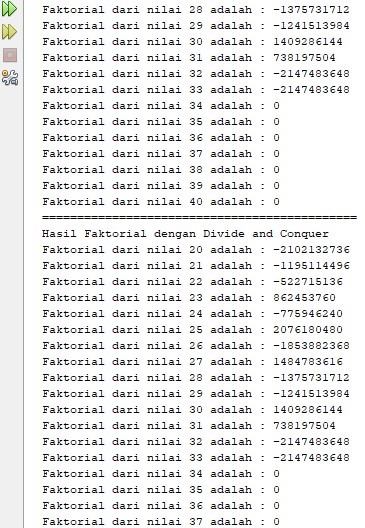 Faktorial dari nilai 28 adalah : -1375731712
Faktorial dari nilai 29 adalah : -1241513984
Faktorial dari nilai 30 adalah : 1409286144
Faktorial dari nilai 31 adalah : 738197504
Faktorial dari nilai 32 adalah : -2147483648
Faktorial dari nilai 33 adalah : -2147483648
Faktorial dari nilai 34 adalah : 0
Faktorial dari nilai 35 adalah : 0
Faktorial dari nilai 36 adalah : 0
Faktorial dari nilai 37 adalah : 0
Faktorial dari nilai 38 adalah : 0
Faktorial dari nilai 39 adalah : 0
Faktorial dari nilai 40 adalah : 0
=============================================
Hasil Faktorial dengan Divide and Conquer
Faktorial dari nilai 20 adalah : -2102132736
Faktorial dari nilai 21 adalah : -1195114496
Faktorial dari nilai 22 adalah : -522715136
Faktorial dari nilai 23 adalah : 862453760
Faktorial dari nilai 24 adalah : -775946240
Faktorial dari nilai 25 adalah : 2076180480
Faktorial dari nilai 26 adalah : -1853882368
Faktorial dari nilai 27 adalah : 1484783616
Faktorial dari nilai 28 adalah : -1375731712
Faktorial dari nilai 29 adalah : -1241513984
Faktorial dari nilai 30 adalah : 1409286144
Faktorial dari nilai 31 adalah : 738197504
Faktorial dari nilai 32 adalah : -2147483648
Faktorial dari nilai 33 adalah : -2147483648
Faktorial dari nilai 34 adalah : 0
Faktorial dari nilai 35 adalah : 0
Faktorial dari nilai 36 adalah : 0
Faktorial dari nilai 37 adalah : 0